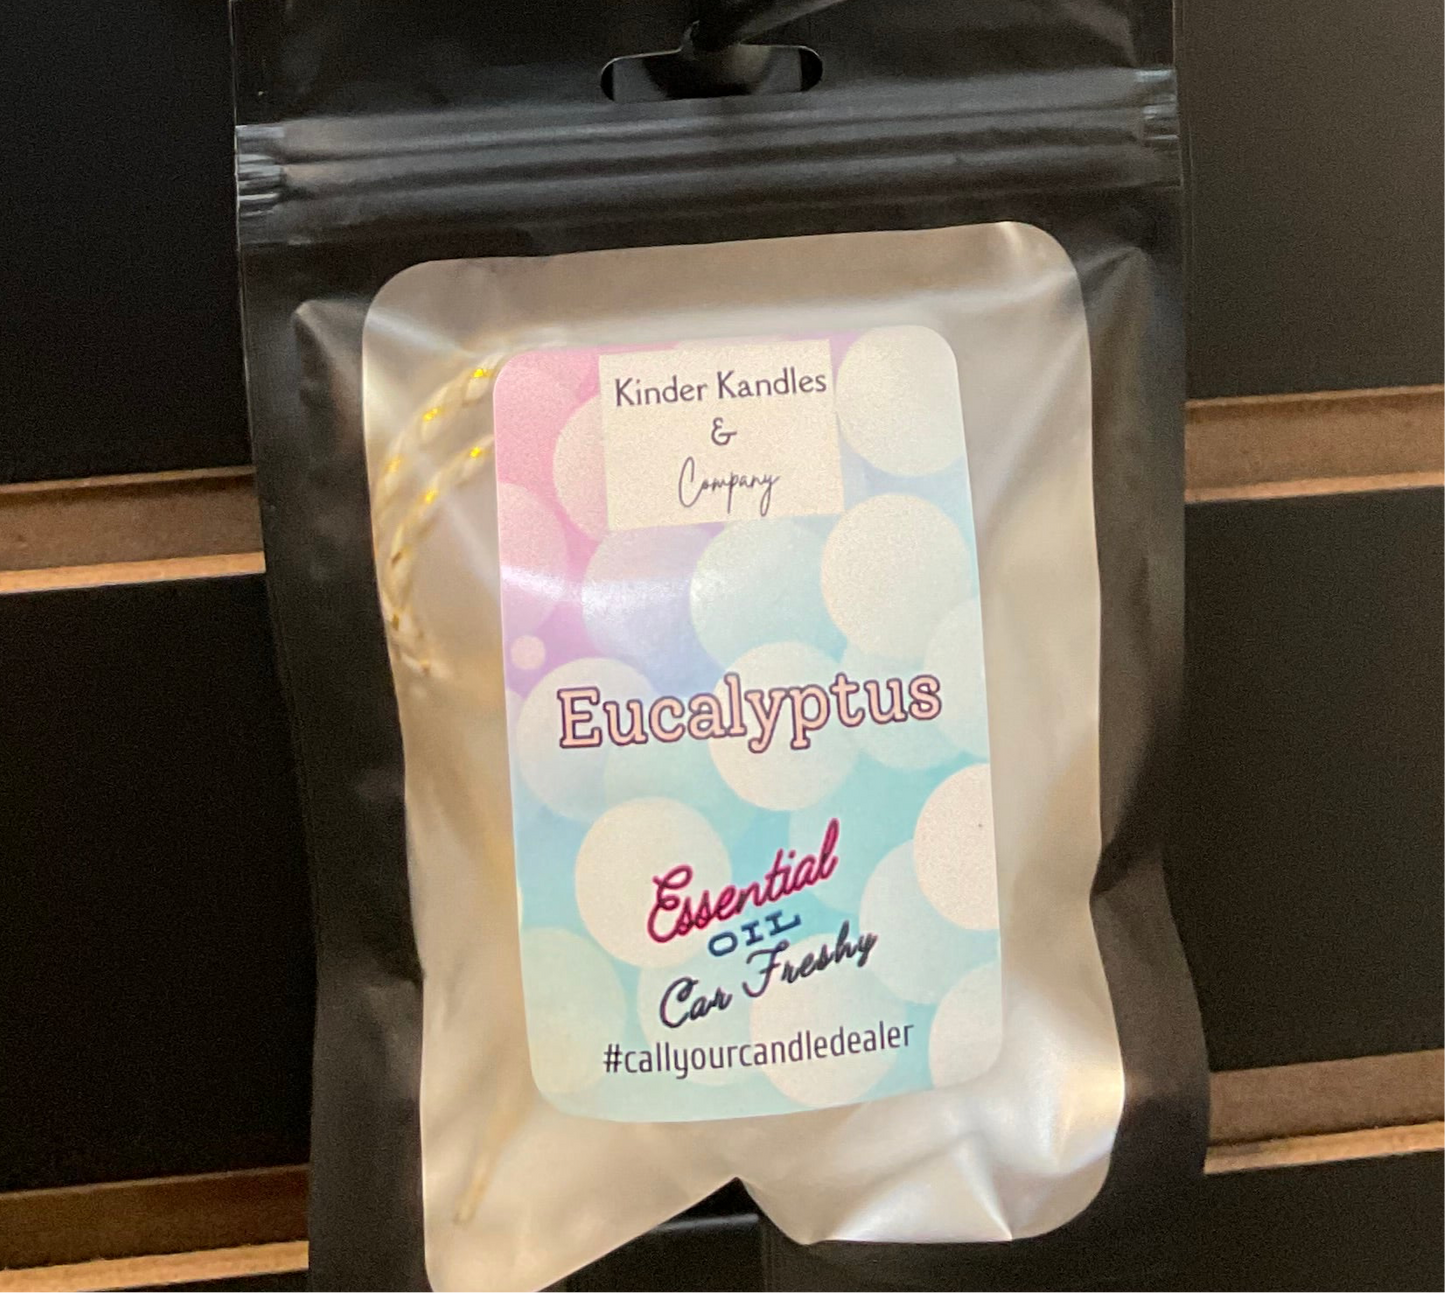 Kinder Kandles
&
Company
Eucalyptus
Essential
OIL
Car Freshy
#callyourcandledealer